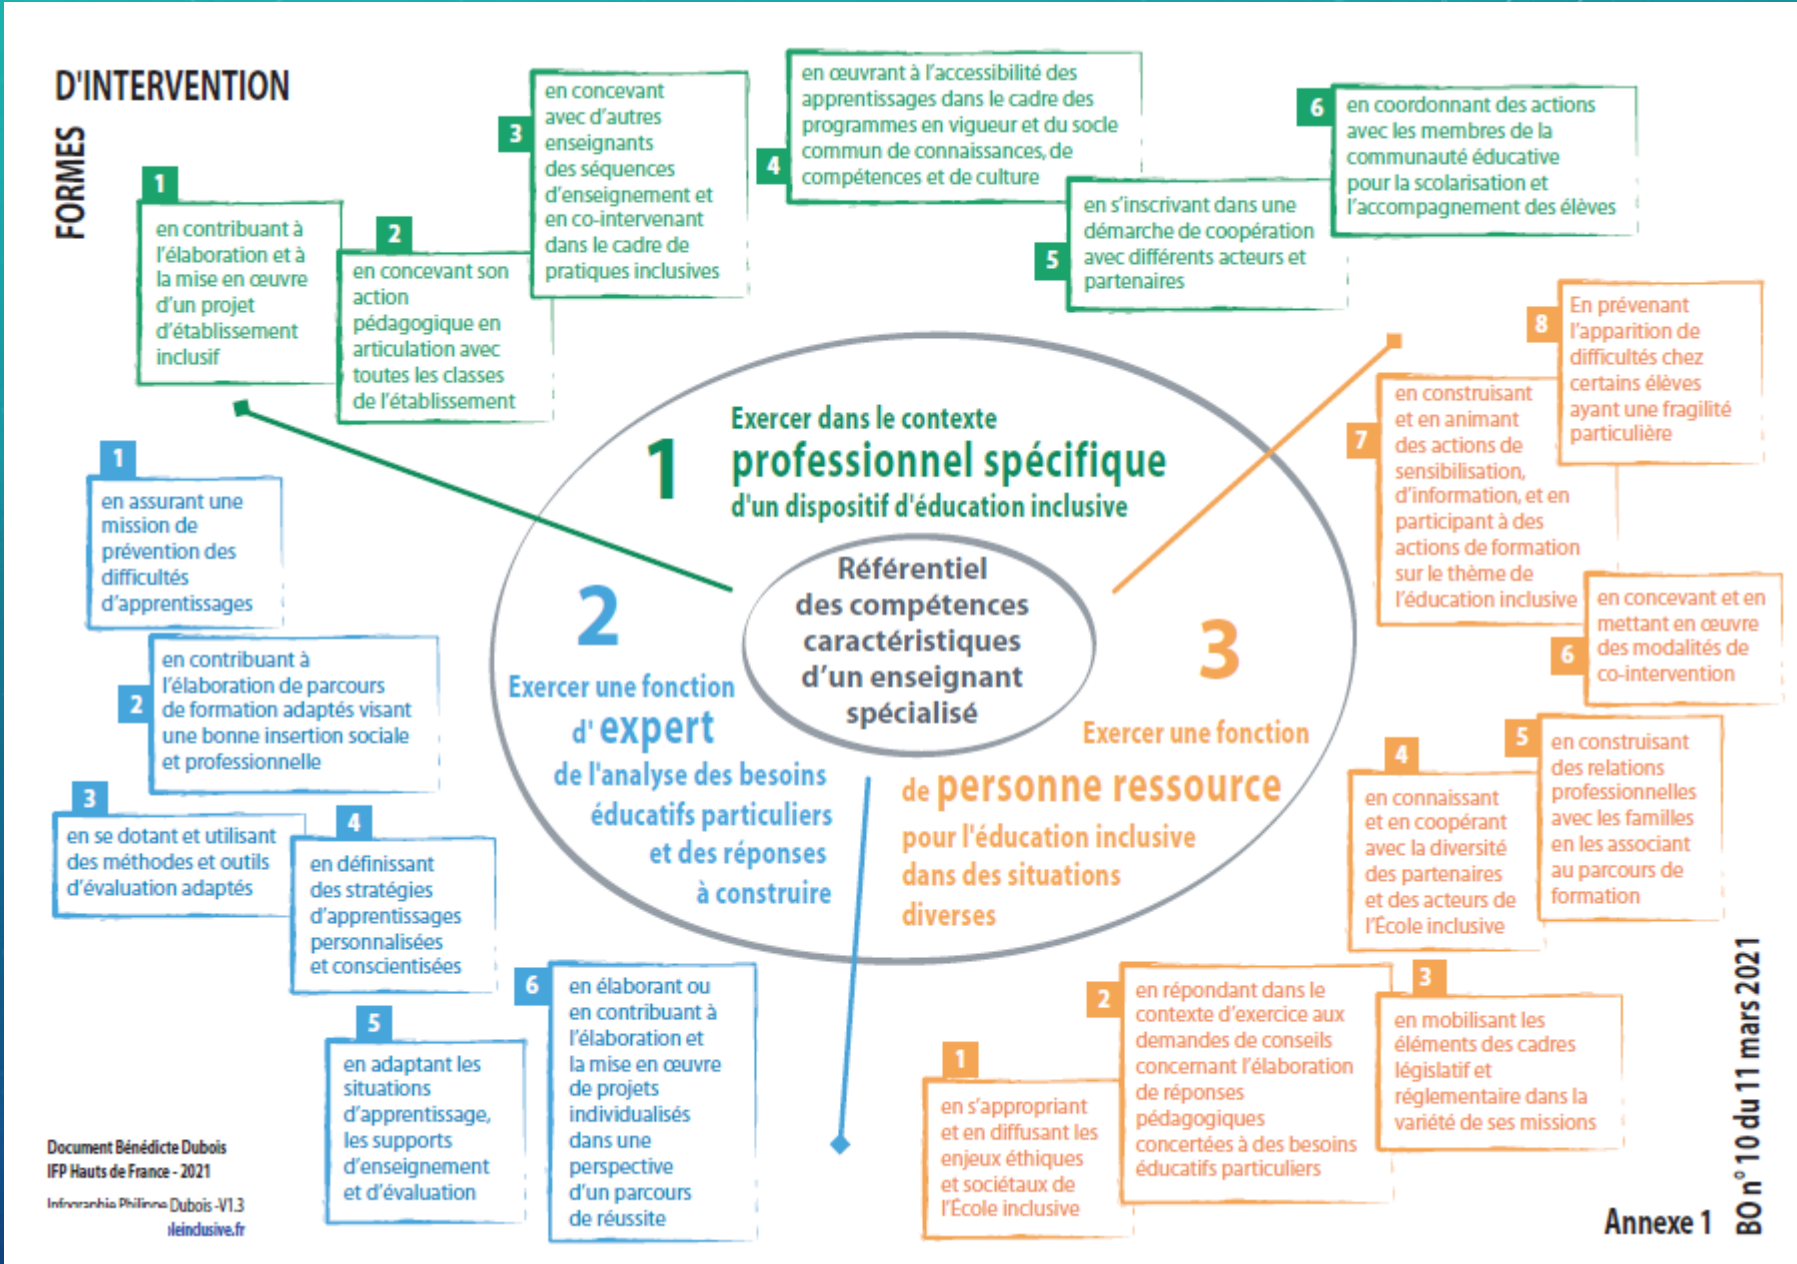 FORMES
D'INTERVENTION
1
en contribuant à
l'élaboration et à
la mise en œuvre
d'un projet
d'établissement
inclusif
2
en concevant son
action
pédagogique en
articulation avec
toutes les classes
de l'établissement
3
en concevant
avec d'autres
enseignants
des séquences
d'enseignement et
en co-intervenant
dans le cadre de
pratiques inclusives
4
en œuvrant à l'accessibilité des
apprentissages dans le cadre des
programmes en vigueur et du socle
commun de connaissances, de
compétences et de culture
5
en s'inscrivant dans une
démarche de coopération
avec différents acteurs et
partenaires
6
en coordonnant des actions
avec les membres de la
communauté éducative
pour la scolarisation et
l'accompagnement des élèves
1
Exercer dans le contexte
professionnel spécifique
d'un dispositif d'éducation inclusive
Référentiel
des compétences
caractéristiques
d'un enseignant
spécialisé
2
Exercer une fonction
d' expert
de l'analyse des besoins
éducatifs particuliers
et des réponses
à construire
3
Exercer une fonction
de personne ressource
pour l'éducation inclusive
dans des situations
diverses
1
en assurant une
mission de
prévention des
difficultés
d'apprentissages
2
en contribuant à
l'élaboration de parcours
de formation adaptés visant
une bonne insertion sociale
et professionnelle
3
en se dotant et utilisant
des méthodes et outils
d'évaluation adaptés
4
en définissant
des stratégies
d'apprentissages
personnalisées
et conscientisées
5
en adaptant les
situations
d'apprentissage,
les supports
d'enseignement
et d'évaluation
6
en élaborant ou
en contribuant à
l'élaboration et
la mise en œuvre
de projets
individualisés
dans une
perspective
d'un parcours
de réussite
1
en s'appropriant
et en diffusant les
enjeux éthiques
et sociétaux de
l'École inclusive
2
en répondant dans le
contexte d'exercice aux
demandes de conseils
concernant l'élaboration
de réponses
pédagogiques
concertées à des besoins
éducatifs particuliers
3
en mobilisant les
éléments des cadres
législatif et
réglementaire dans la
variété de ses missions
4
en connaissant
et en coopérant
avec la diversité
des partenaires
et des acteurs de
l'École inclusive
5
en construisant
des relations
professionnelles
avec les familles
en les associant
au parcours de
formation
6
en concevant et en
mettant en œuvre
des modalités de
co-intervention
7
en construisant
et en animant
des actions de
sensibilisation,
d'information, et en
participant à des
actions de formation
sur le thème de
l'éducation inclusive
8
En prévenant
l'apparition de
difficultés chez
certains élèves
ayant une fragilité
particulière
Document Bénédicte Dubois
IFP Hauts de France - 2021
Infographie Philippe Dubois -V1.3
leinclusive.fr
Annexe 1
BO n° 10 du 11 mars 2021